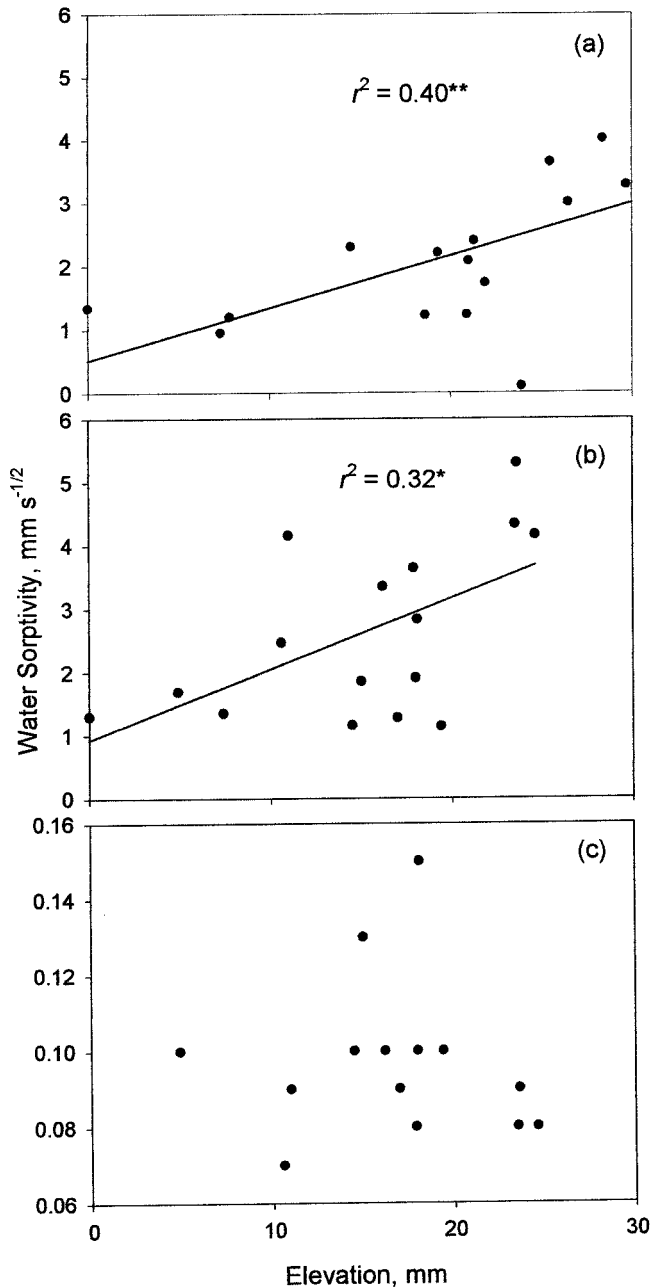 6
(a)
r² = 0.40**
5
4
3
2
1
0
6
(b)
r² = 0.32*
5
4
3
2
1
0
Water Sorptivity, mm s⁻¹/²
0.16
(c)
0.14
0.12
0.10
0.08
0.06
0 10 20 30
Elevation, mm